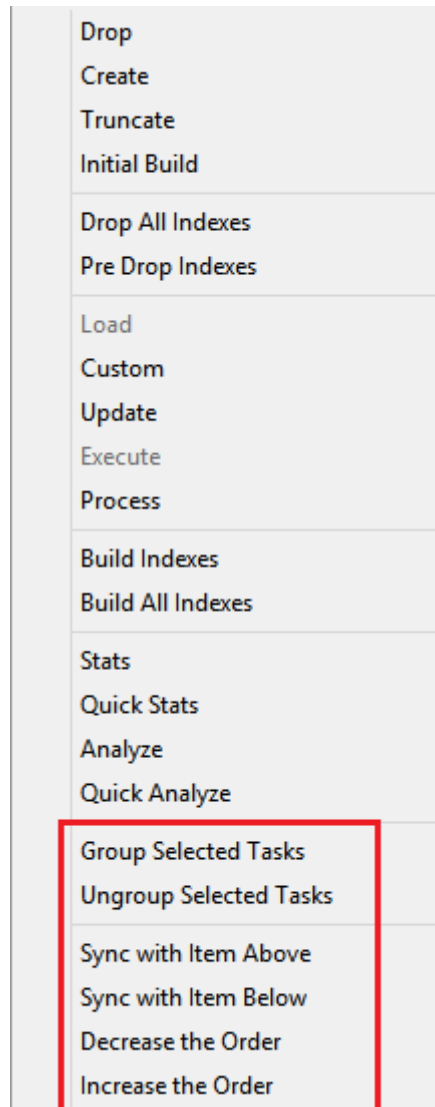 Drop
Create
Truncate
Initial Build
Drop All Indexes
Pre Drop Indexes
Load
Custom
Update
Execute
Process
Build Indexes
Build All Indexes
Stats
Quick Stats
Analyze
Quick Analyze
Group Selected Tasks
Ungroup Selected Tasks
Sync with Item Above
Sync with Item Below
Decrease the Order
Increase the Order